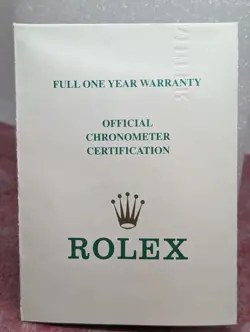 FULL ONE YEAR WARRANTY
OFFICIAL
CHRONOMETER
CERTIFICATION
ROLEX